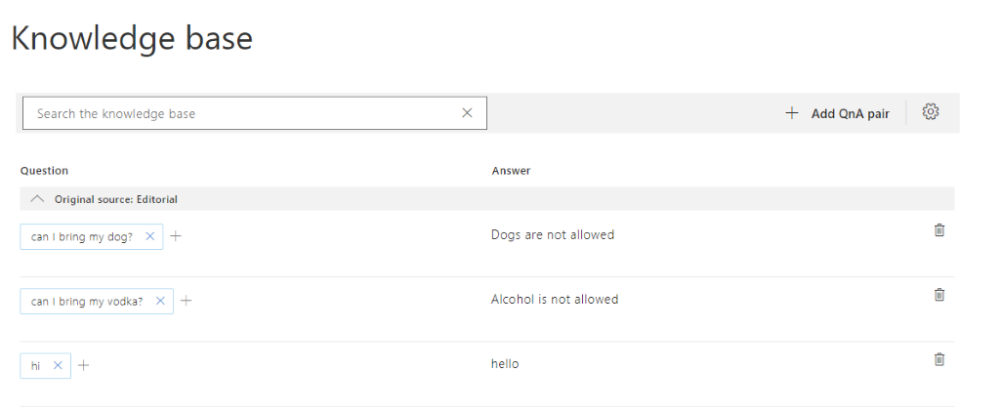 Knowledge base
Search the knowledge base
Add QnA pair
Question Answer
Original source: Editorial
can I bring my dog? Dogs are not allowed
can I bring my vodka? Alcohol is not allowed
hi hello